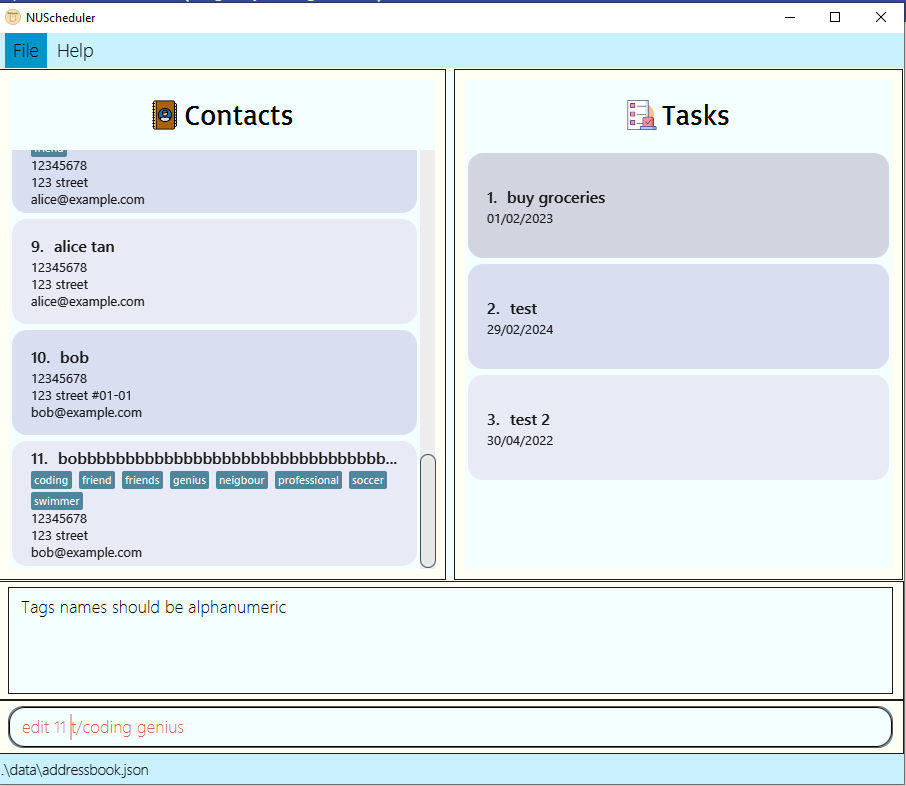 NUScheduler
File Help
Contacts
friend
12345678
123 street
alice@example.com
9. alice tan
12345678
123 street
alice@example.com
10. bob
12345678
123 street #01-01
bob@example.com
11. bobbbbbbbbbbbbbbbbbbbbbbbbbbbbbbbbb...
coding friend friends genius neigbour professional soccer
swimmer
12345678
123 street
bob@example.com
Tasks
1. buy groceries
01/02/2023
2. test
29/02/2024
3. test 2
30/04/2022
Tags names should be alphanumeric
edit 11 t/coding genius
.\data\addressbook.json